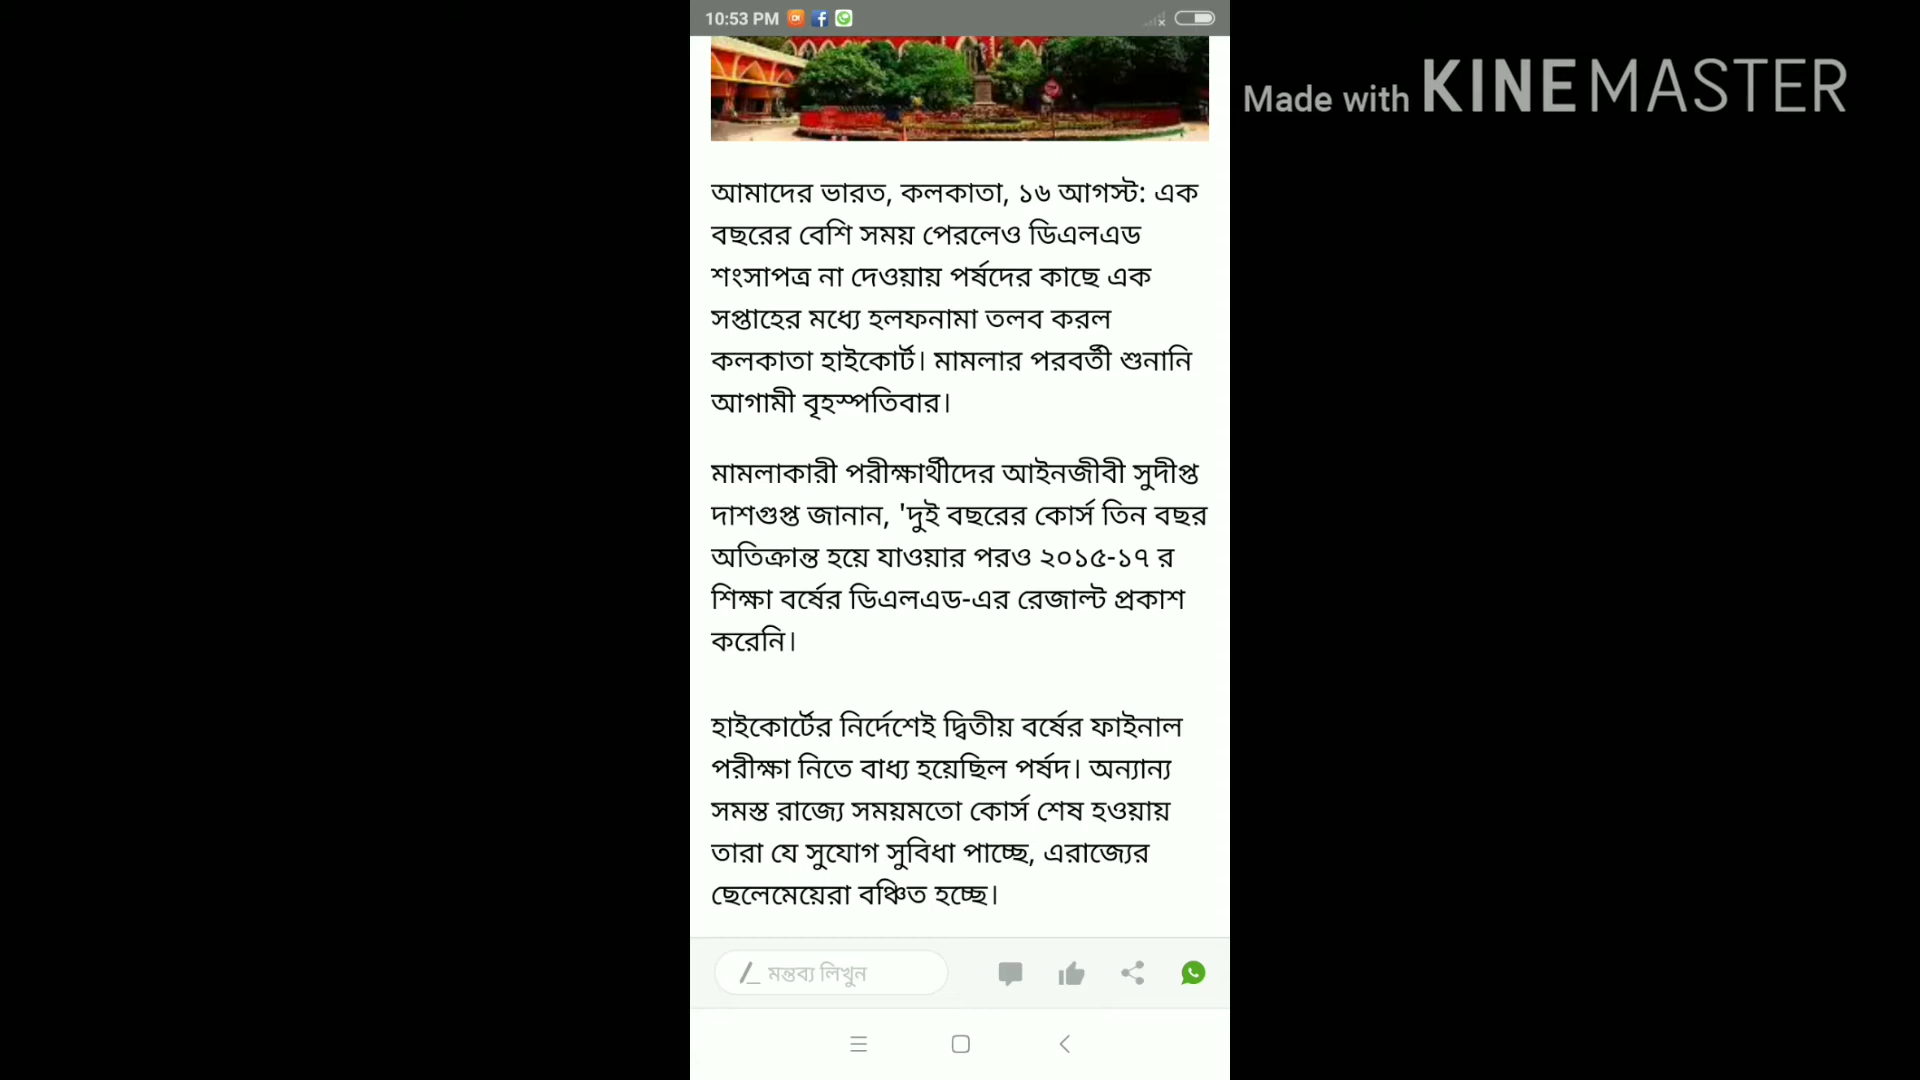 10:53 PM
Made with KINEMASTER
আমাদের ভারত, কলকাতা, ১৬ আগস্ট: এক
বছরের বেশি সময় পেরলেও ডিএলএড
শংসাপত্র না দেওয়ায় পর্ষদের কাছে এক
সপ্তাহের মধ্যে হলফনামা তলব করল
কলকাতা হাইকোর্ট। মামলার পরবর্তী শুনানি
আগামী বৃহস্পতিবার।
মামলাকারী পরীক্ষার্থীদের আইনজীবী সুদীপ্ত
দাশগুপ্ত জানান, 'দুই বছরের কোর্স তিন বছর
অতিক্রান্ত হয়ে যাওয়ার পরও ২০১৫-১৭ র
শিক্ষা বর্ষের ডিএলএড-এর রেজাল্ট প্রকাশ
করেনি।
হাইকোর্টের নির্দেশেই দ্বিতীয় বর্ষের ফাইনাল
পরীক্ষা নিতে বাধ্য হয়েছিল পর্ষদ। অন্যান্য
সমস্ত রাজ্যে সময়মতো কোর্স শেষ হওয়ায়
তারা যে সুযোগ সুবিধা পাচ্ছে, এরাজ্যের
ছেলেমেয়েরা বঞ্চিত হচ্ছে।
মন্তব্য লিখুন